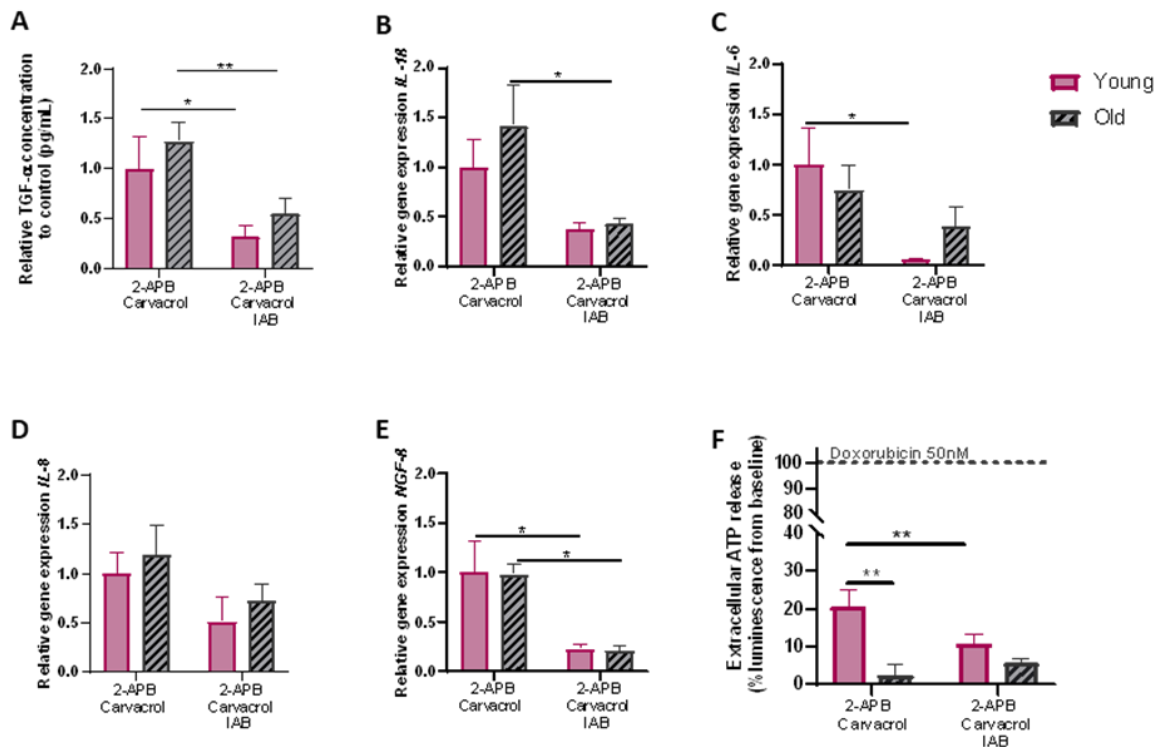 A
Relative TGF-α concentration
to control (pg/mL)
2.0
1.5
1.0
0.5
0.0
**
*
2-APB
Carvacrol
2-APB
Carvacrol
IAB
B
Relative gene expression IL-1ß
2.0
1.5
1.0
0.5
0.0
*
2-APB
Carvacrol
2-APB
Carvacrol
IAB
C
Relative gene expression IL-6
2.0
1.5
1.0
0.5
0.0
*
2-APB
Carvacrol
2-APB
Carvacrol
IAB
Young
Old
D
Relative gene expression IL-8
2.0
1.5
1.0
0.5
0.0
2-APB
Carvacrol
2-APB
Carvacrol
IAB
E
Relative gene expression NGF-ß
2.0
1.5
1.0
0.5
0.0
*
*
2-APB
Carvacrol
2-APB
Carvacrol
IAB
F
Extracellular ATP release
(% luminescence from baseline)
Doxorubicin 50nM
100
90
80
40
30
20
10
0
**
**
2-APB
Carvacrol
2-APB
Carvacrol
IAB